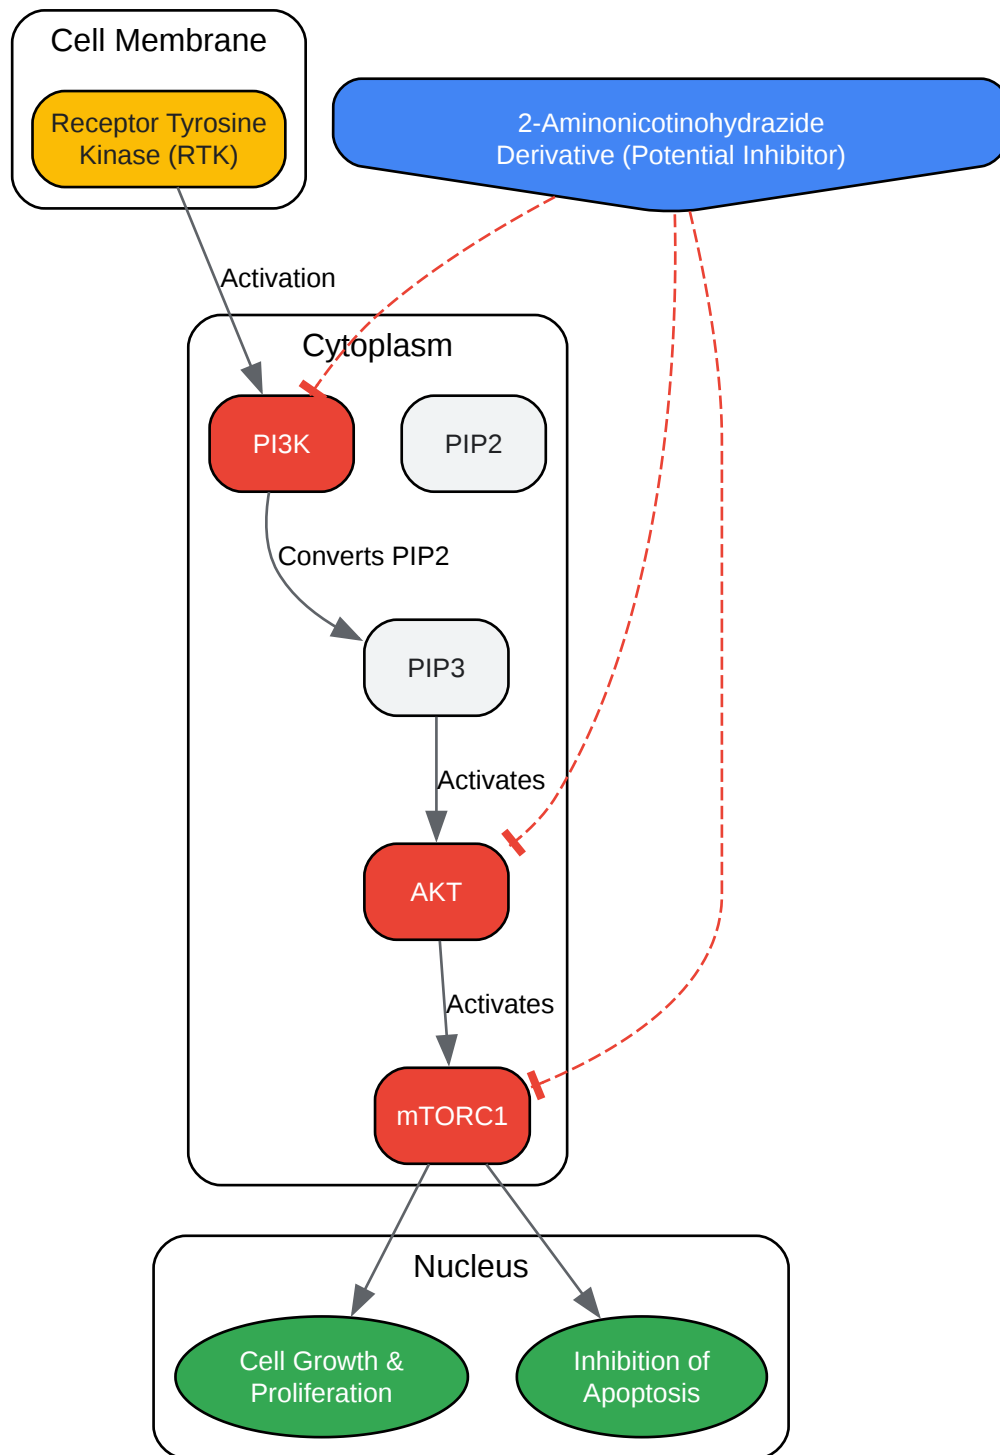 Cell Membrane
Receptor Tyrosine
Kinase (RTK)
2-Aminonicotinohydrazide
Derivative (Potential Inhibitor)
Activation
Cytoplasm
PI3K
PIP2
Converts PIP2
PIP3
Activates
AKT
Activates
mTORC1
Nucleus
Cell Growth &
Proliferation
Inhibition of
Apoptosis